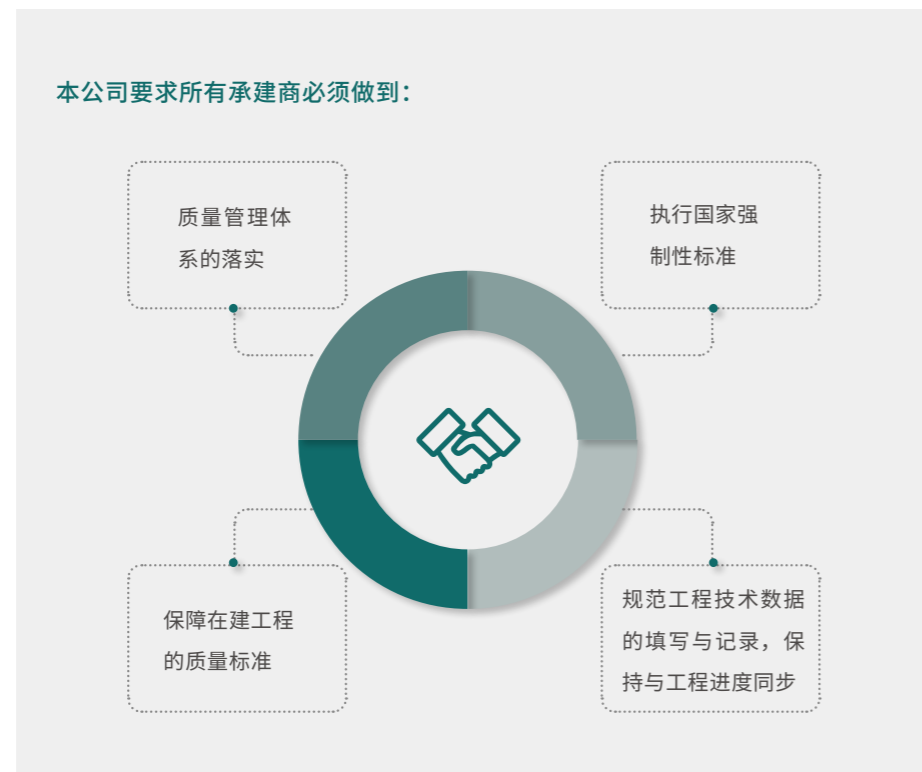 本公司要求所有承建商必须做到：
质量管理体
系的落实
执行国家强
制性标准
保障在建工程
的质量标准
规范工程技术数据
的填写与记录，保
持与工程进度同步